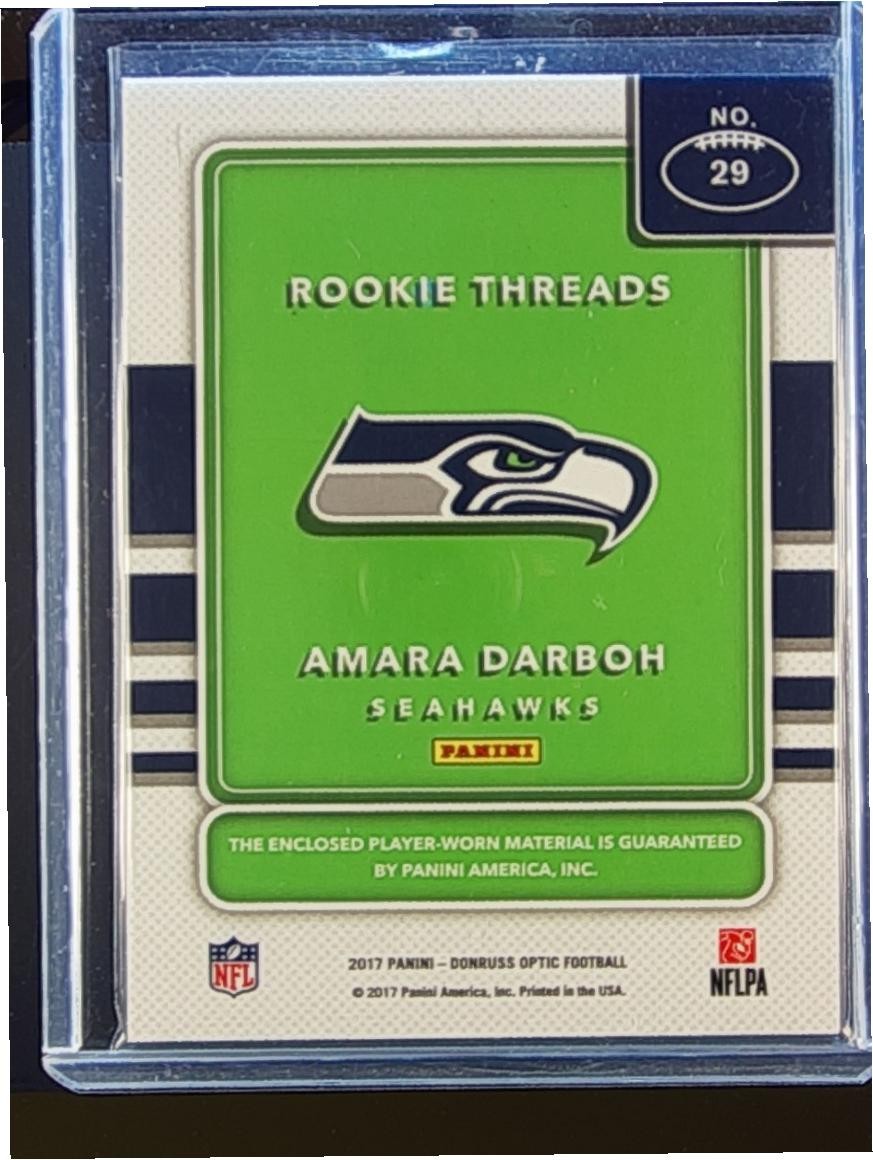 NO.
29
ROOKIE THREADS
AMARA DARBOH
SEAHAWKS
PANINI
THE ENCLOSED PLAYER-WORN MATERIAL IS GUARANTEED
BY PANINI AMERICA, INC.
NFL
2017 PANINI – DONRUSS OPTIC FOOTBALL
© 2017 Panini America, Inc. Printed in the USA.
NFLPA